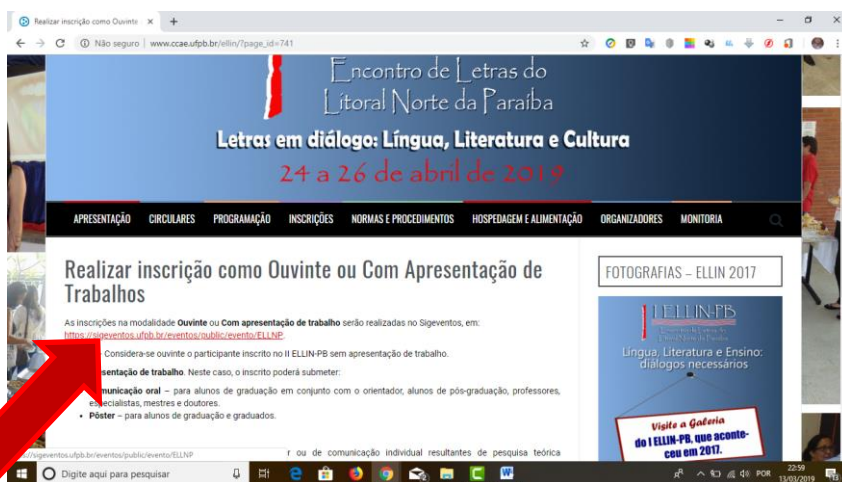 Realizar inscrição como Ouvinte
Não seguro | www.ccae.ufpb.br/ellin/?page_id=741
Encontro de Letras do
Litoral Norte da Paraíba
Letras em diálogo: Língua, Literatura e Cultura
24 a 26 de abril de 2019
APRESENTAÇÃO CIRCULARES PROGRAMAÇÃO INSCRIÇÕES NORMAS E PROCEDIMENTOS HOSPEDAGEM E ALIMENTAÇÃO ORGANIZADORES MONITORIA
Realizar inscrição como Ouvinte ou Com Apresentação de
Trabalhos
As inscrições na modalidade Ouvinte ou Com apresentação de trabalho serão realizadas no Sigeventos, em:
https://sigeventos.ufpb.br/eventos/public/evento/ELLNP.
Considera-se ouvinte o participante inscrito no II ELLIN-PB sem apresentação de trabalho.
de trabalho. Neste caso, o inscrito poderá submeter:
oral – para alunos de graduação em conjunto com o orientador, alunos de pós-graduação, professores,
especialistas, mestres e doutores.
• Pôster – para alunos de graduação e graduados.
r ou de comunicação individual resultantes de pesquisa teórica
FOTOGRAFIAS – ELLIN 2017
I ELLIN-PB
Língua, Literatura e Ensino:
diálogos necessários
Visite a Galeria
do I ELLIN-PB, que aconte-
ceu em 2017.
sigeventos.ufpb.br/eventos/public/evento/ELLNP
Digite aqui para pesquisar
POR
22:59
13/03/2019